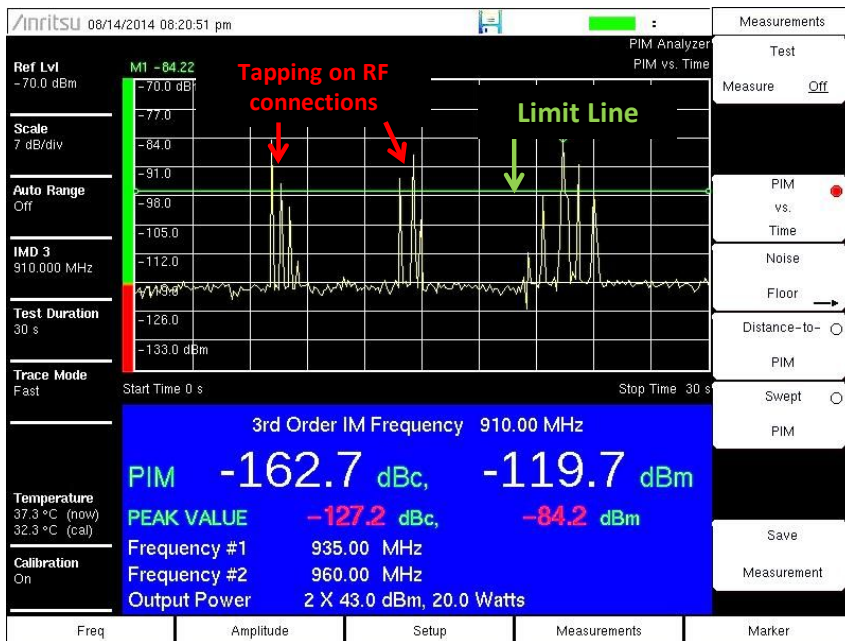 /Inritsu 08/14/2014 08:20:51 pm
:
Measurements
PIM Analyzer
PIM vs. Time
Ref Lvl
-70.0 dBm
Scale
7 dB/div
Auto Range
Off
IMD 3
910.000 MHz
Test Duration
30 s
Trace Mode
Fast
Temperature
37.3 °C (now)
32.3 °C (cal)
Calibration
On
M1 -84.22
-70.0 dBm
-77.0
-84.0
-91.0
-98.0
-105.0
-112.0
-126.0
-133.0 dBm
Tapping on RF
connections
Limit Line
Start Time 0 s
Stop Time 30 s
3rd Order IM Frequency 910.00 MHz
PIM -162.7 dBc, -119.7 dBm
PEAK VALUE -127.2 dBc, -84.2 dBm
Frequency #1 935.00 MHz
Frequency #2 960.00 MHz
Output Power 2 X 43.0 dBm, 20.0 Watts
Test
Measure Off
PIM
vs.
Time
Noise
Floor
Distance-to-
PIM
Swept
PIM
Save
Measurement
Freq
Amplitude
Setup
Measurements
Marker